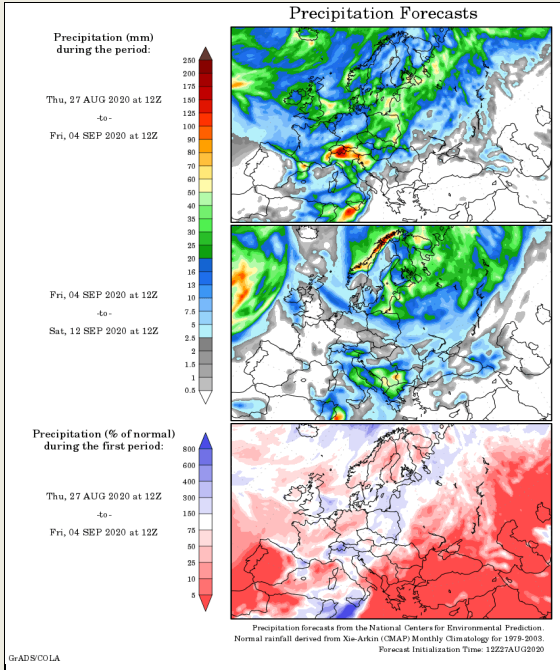 Precipitation Forecasts
Precipitation (mm)
during the period:
Thu, 27 AUG 2020 at 12Z
-to-
Fri, 04 SEP 2020 at 12Z
250
200
175
150
125
100
90
80
70
60
50
40
35
30
25
20
16
13
10
7.5
5
2.5
2
1.5
1
0.5
Fri, 04 SEP 2020 at 12Z
-to-
Sat, 12 SEP 2020 at 12Z
Precipitation (% of normal)
during the first period:
Thu, 27 AUG 2020 at 12Z
-to-
Fri, 04 SEP 2020 at 12Z
800
600
400
300
150
75
50
25
10
5
Precipitation forecasts from the National Centers for Environmental Prediction.
Normal rainfall derived from Xie-Arkin (CMAP) Monthly Climatology for 1979-2003.
Forecast Initialization Time: 12Z27AUG2020
GrADS/COLA